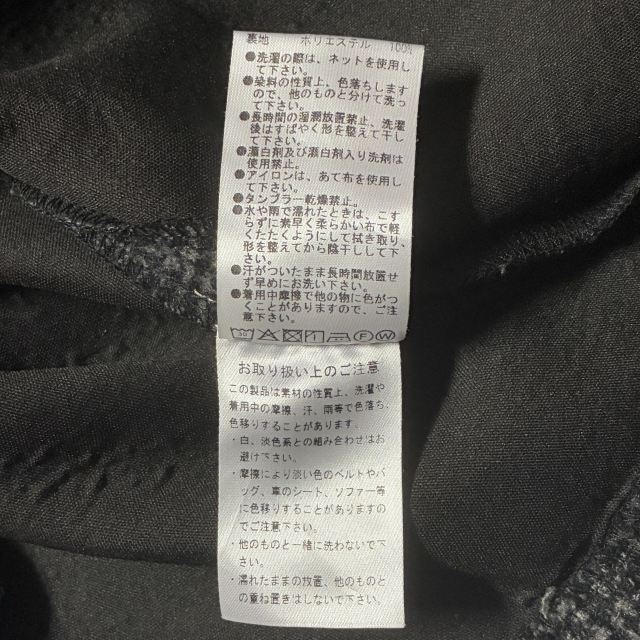 裏地　ポリエステル　100%
●洗濯の際は、ネットを使用し
て下さい。
●染料の性質上、色落ちします
ので、他のものと分けて洗っ
て下さい。
●長時間の湿潤放置禁止、洗濯
後はすばやく形を整えて干し
て下さい。
●漂白剤及び漂白剤入り洗剤は
使用禁止。
●アイロンは、あて布を使用し
て下さい。
●タンブラー乾燥禁止。
●水や雨で濡れたときは、こす
らずに素早く柔らかい布で軽
くたたくようにして拭き取り、
形を整えてから陰干しして下
さい。
●汗がついたまま長時間放置せ
ず早めにお洗い下さい。
●着用中摩擦で他の物に色がつ
くことがありますので、ご注
意下さい。
30 F W
お取り扱い上のご注意
この製品は素材の性質上、洗濯や
着用中の摩擦、汗、雨等で色落ち、
色移りすることがあります。
・白、淡色系との組み合わせはお
避け下さい。
・摩擦により淡い色のベルトやバ
ッグ、車のシート、ソファー等
に色移りすることがありますの
でご注意下さい。
・他のものと一緒に洗わないで下
さい。
・濡れたままの放置、他のものと
の重ね置きはしないで下さい。